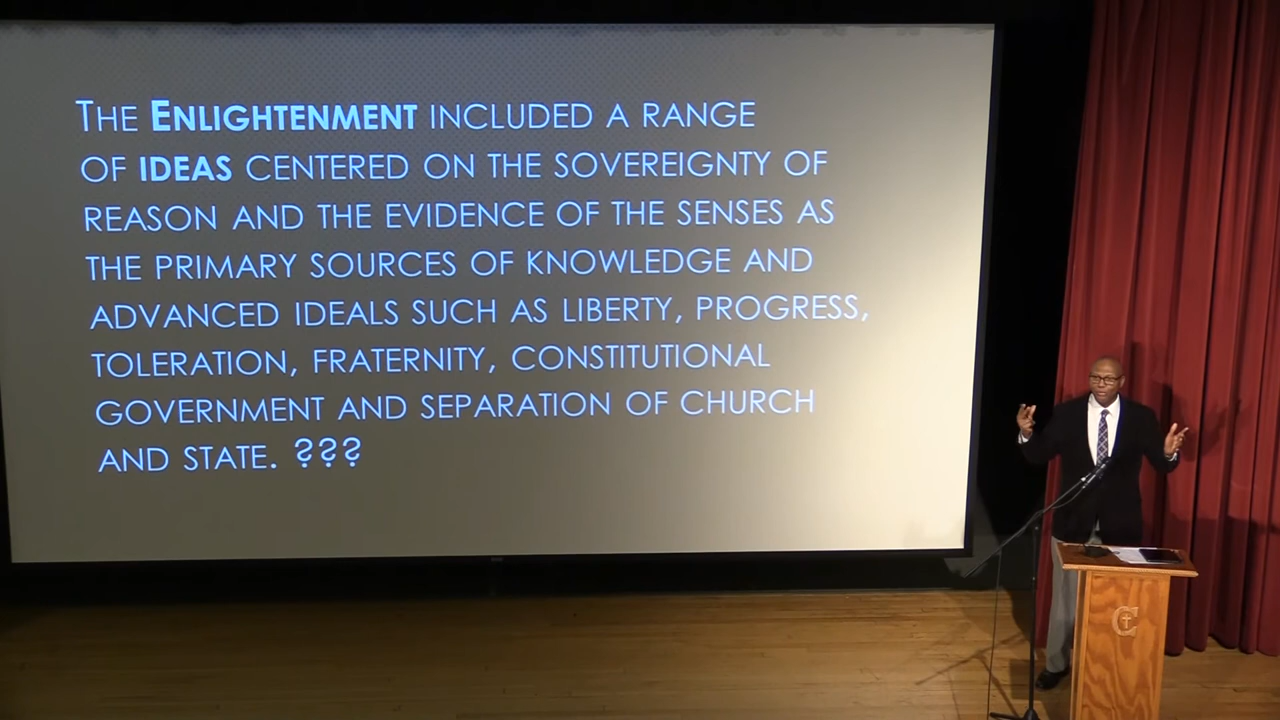 The Enlightenment included a range
of ideas centered on the sovereignty of
reason and the evidence of the senses as
the primary sources of knowledge and
advanced ideals such as liberty, progress,
toleration, fraternity, constitutional
government and separation of church
and state. ???
C